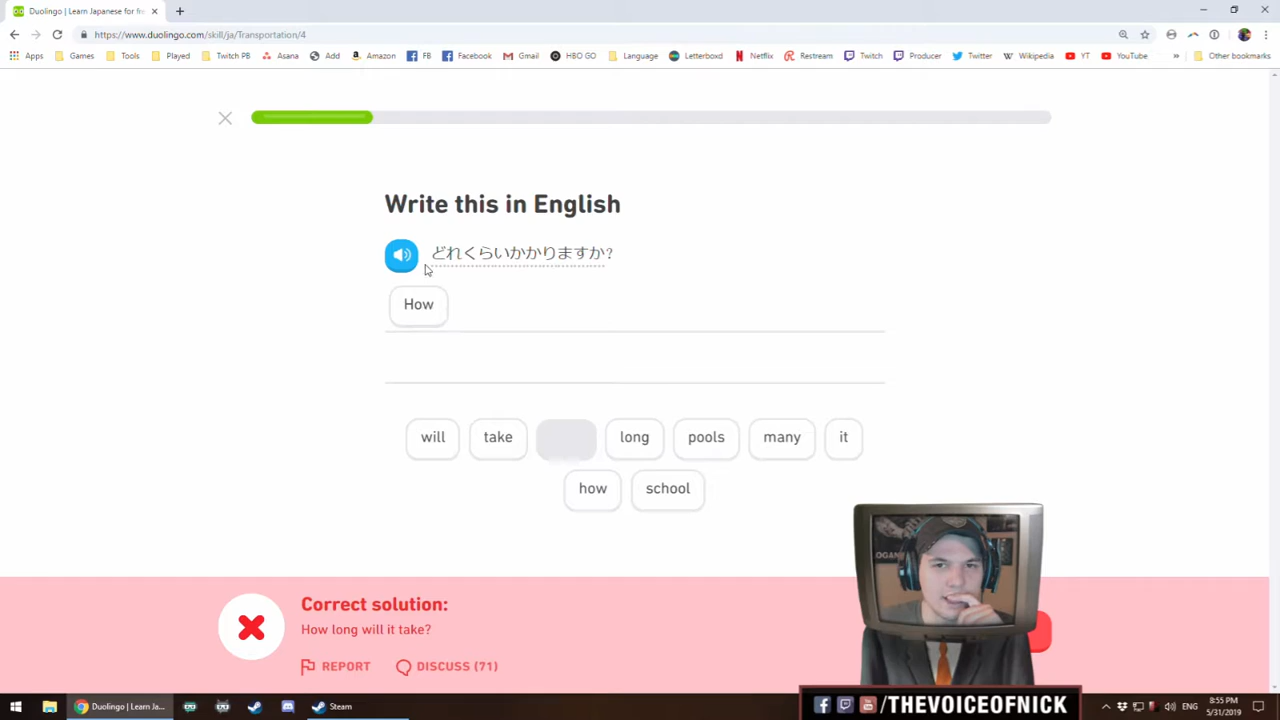 Duolingo | Learn Japanese for fre
https://www.duolingo.com/skill/ja/Transportation/4
Apps Games Tools Played Twitch PB Asana Add Amazon FB Facebook Gmail HBO GO Language Letterboxd Netflix Restream Twitch Producer Twitter Wikipedia YT YouTube » Other bookmarks
Write this in English
どれくらいかかりますか?
How
will take long pools many it
how school
Correct solution:
How long will it take?
REPORT DISCUSS (71)
/THEVOICEOFNICK
Duolingo | Learn Ja... Steam
ENG
8:55 PM
5/31/2019